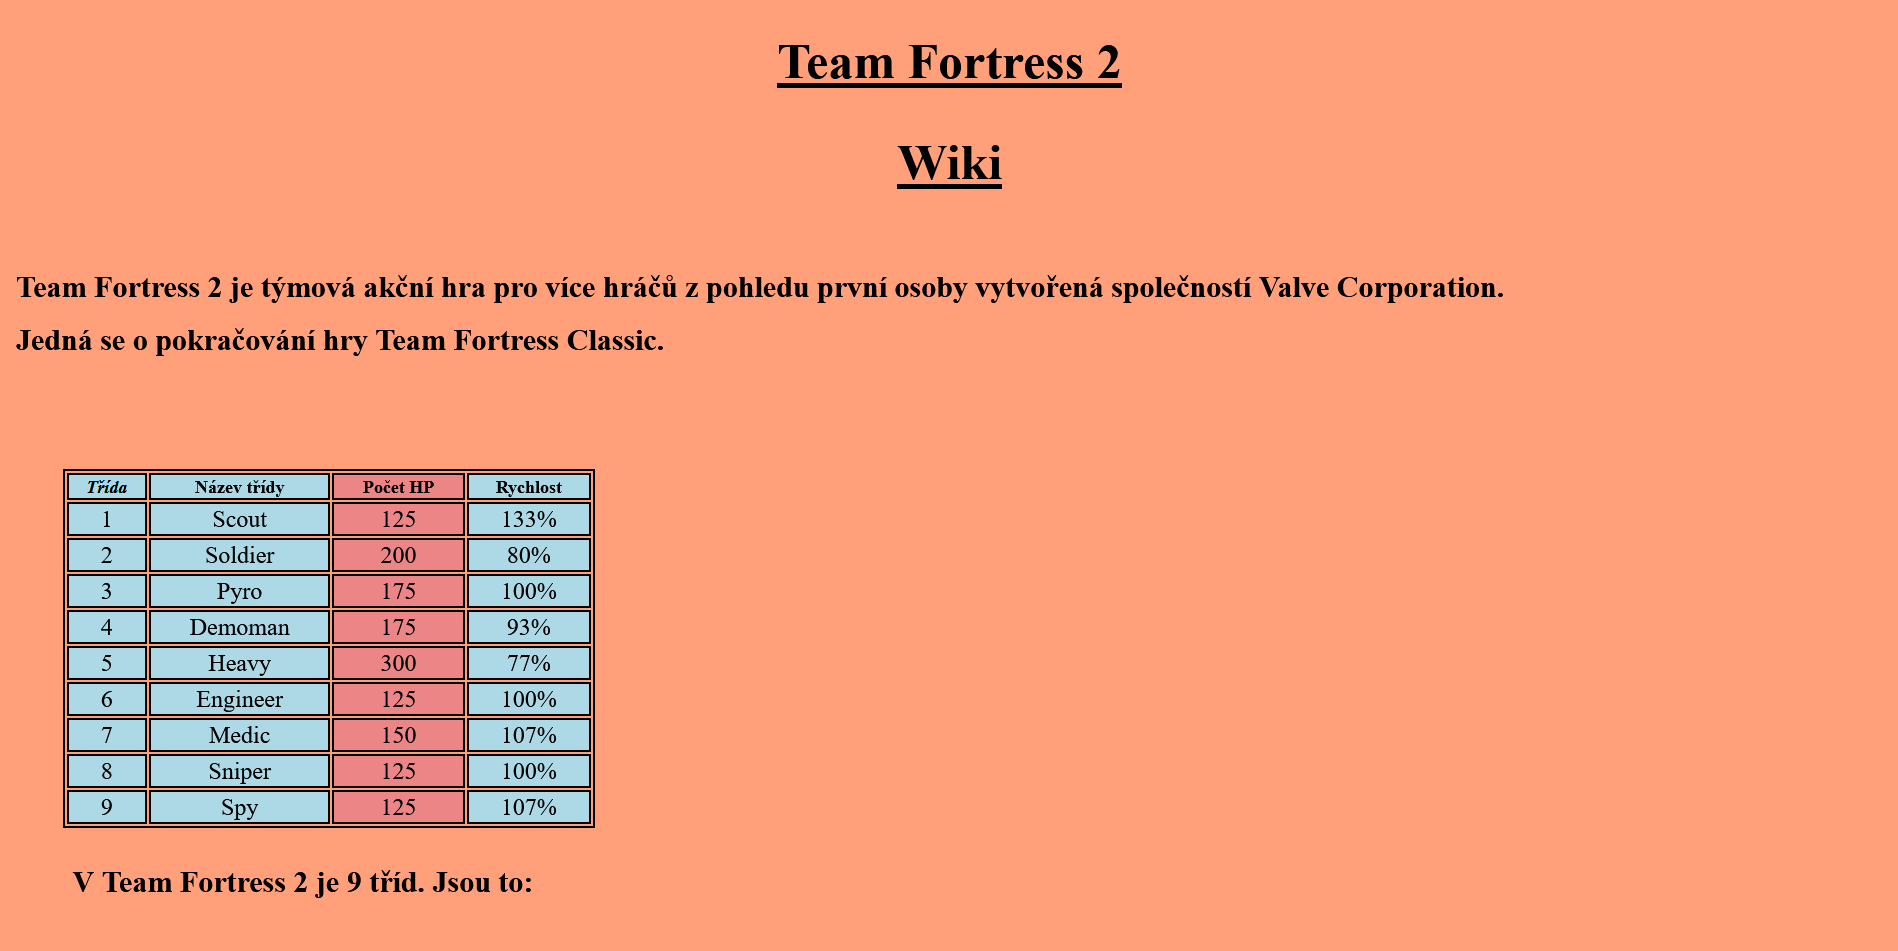 Team Fortress 2
Wiki
Team Fortress 2 je týmová akční hra pro více hráčů z pohledu první osoby vytvořená společností Valve Corporation.
Jedná se o pokračování hry Team Fortress Classic.
Třída Název třídy Počet HP Rychlost
1 Scout 125 133%
2 Soldier 200 80%
3 Pyro 175 100%
4 Demoman 175 93%
5 Heavy 300 77%
6 Engineer 125 100%
7 Medic 150 107%
8 Sniper 125 100%
9 Spy 125 107%
V Team Fortress 2 je 9 tříd. Jsou to: